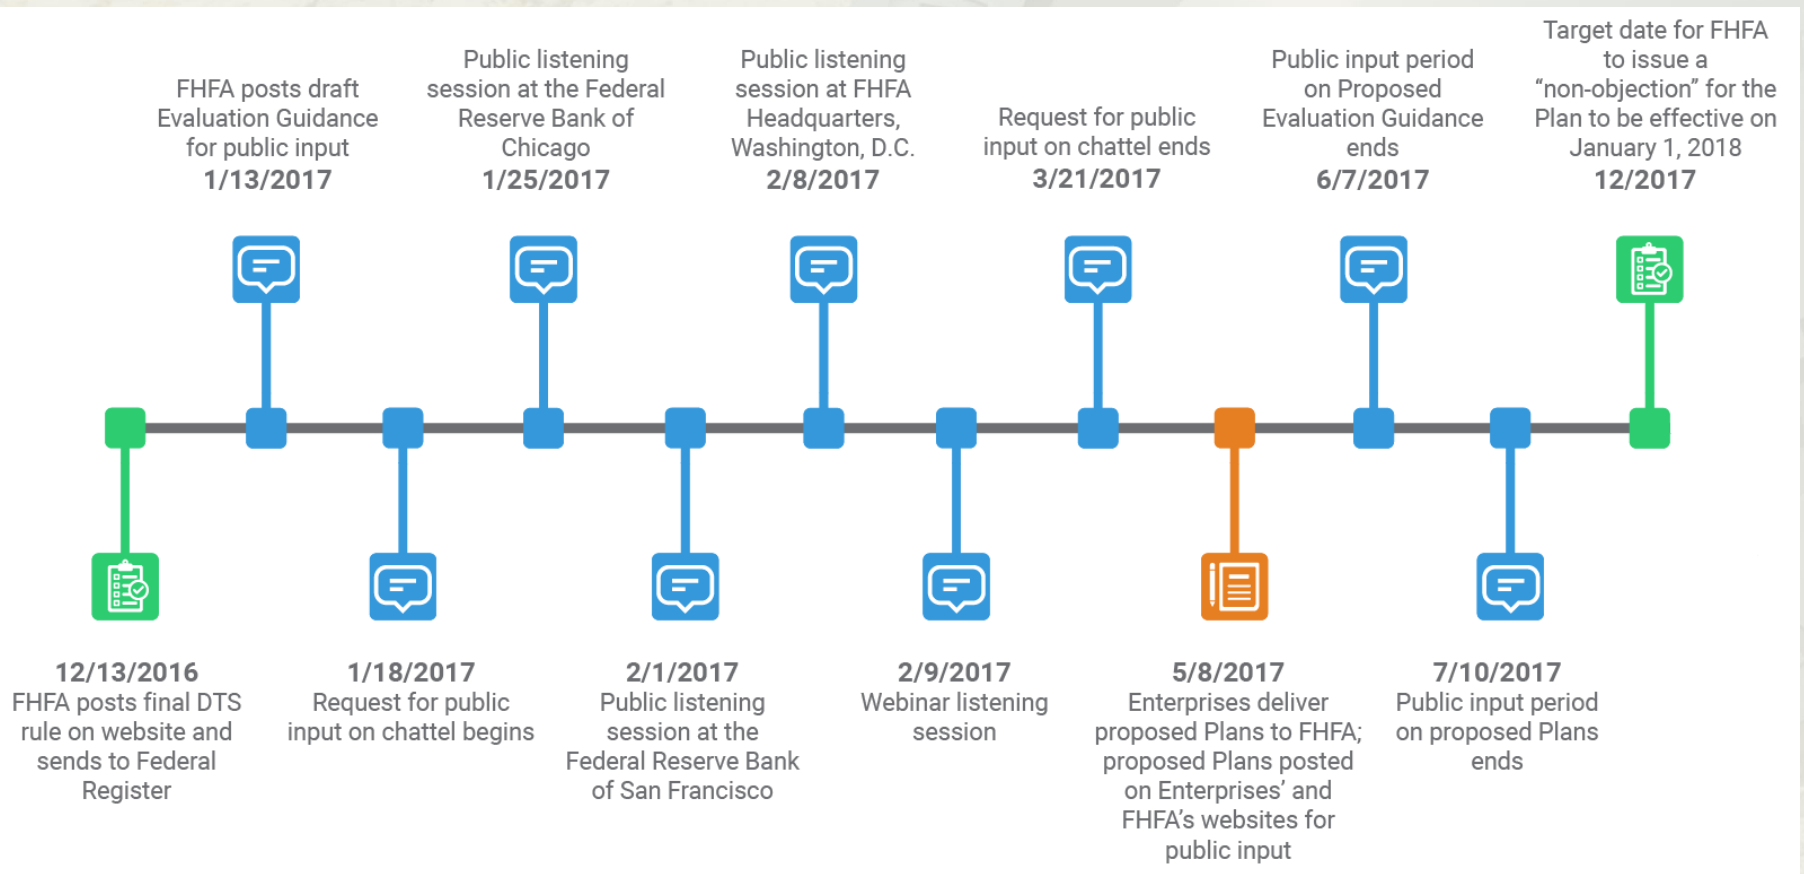 FHFA posts draft
Evaluation Guidance
for public input
1/13/2017
Public listening
session at the Federal
Reserve Bank of
Chicago
1/25/2017
Public listening
session at FHFA
Headquarters,
Washington, D.C.
2/8/2017
Request for public
input on chattel ends
3/21/2017
Public input period
on Proposed
Evaluation Guidance
ends
6/7/2017
Target date for FHFA
to issue a
“non-objection” for the
Plan to be effective on
January 1, 2018
12/2017
12/13/2016
FHFA posts final DTS
rule on website and
sends to Federal
Register
1/18/2017
Request for public
input on chattel begins
2/1/2017
Public listening
session at the
Federal Reserve Bank
of San Francisco
2/9/2017
Webinar listening
session
5/8/2017
Enterprises deliver
proposed Plans to FHFA;
proposed Plans posted
on Enterprises’ and
FHFA’s websites for
public input
7/10/2017
Public input period
on proposed Plans
ends